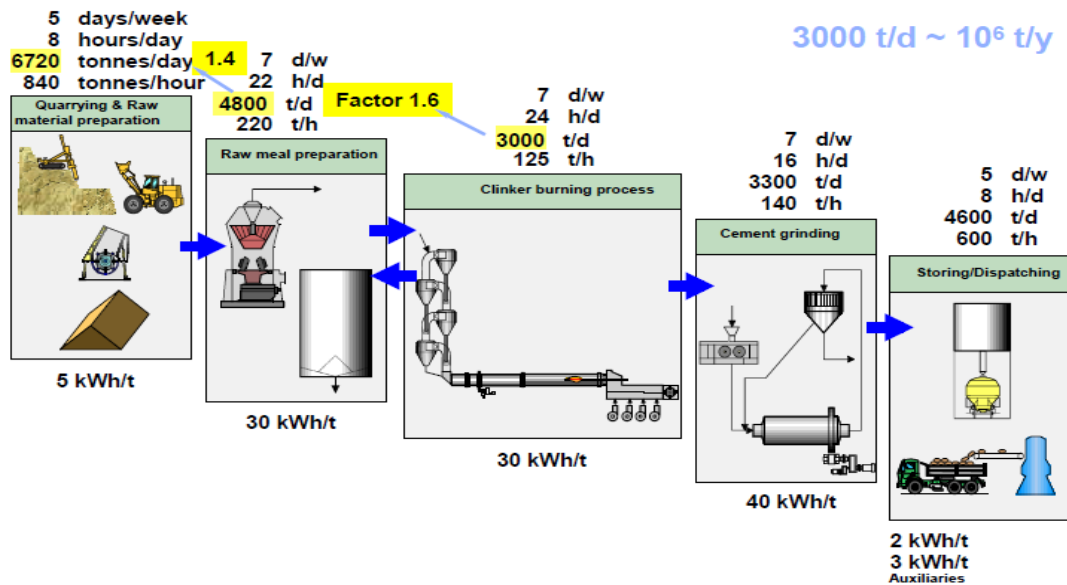 5 days/week
8 hours/day
6720 tonnes/day
840 tonnes/hour
1.4
7 d/w
22 h/d
4800 t/d
220 t/h
Factor 1.6
7 d/w
24 h/d
3000 t/d
125 t/h
3000 t/d ~ 10⁶ t/y
7 d/w
16 h/d
3300 t/d
140 t/h
5 d/w
8 h/d
4600 t/d
600 t/h
Quarrying & Raw
material preparation
Raw meal preparation
Clinker burning process
Cement grinding
Storing/Dispatching
5 kWh/t
30 kWh/t
30 kWh/t
40 kWh/t
2 kWh/t
3 kWh/t
Auxiliaries